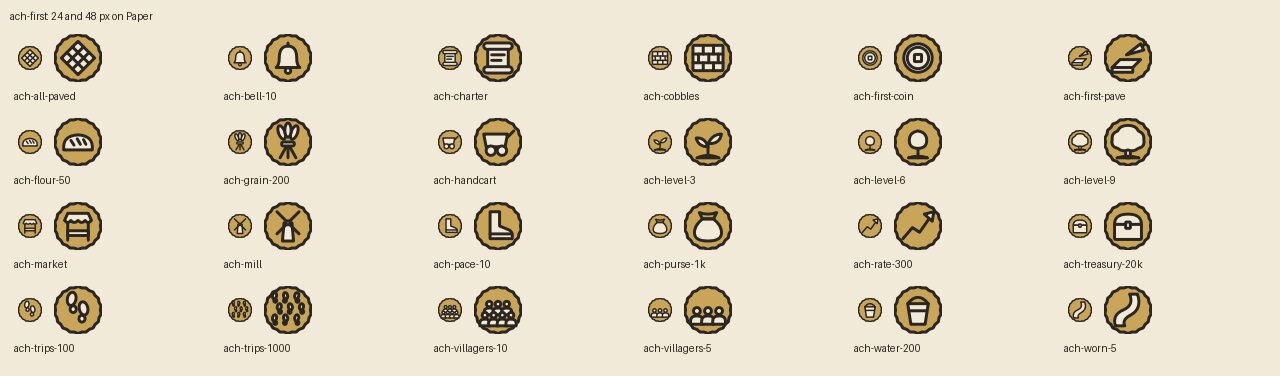 ach-first: 24 and 48 px on Paper
ach-all-paved
ach-bell-10
ach-charter
ach-cobbles
ach-first-coin
ach-first-pave
ach-flour-50
ach-grain-200
ach-handcart
ach-level-3
ach-level-6
ach-level-9
ach-market
ach-mill
ach-pace-10
ach-purse-1k
ach-rate-300
ach-treasury-20k
ach-trips-100
ach-trips-1000
ach-villagers-10
ach-villagers-5
ach-water-200
ach-worn-5